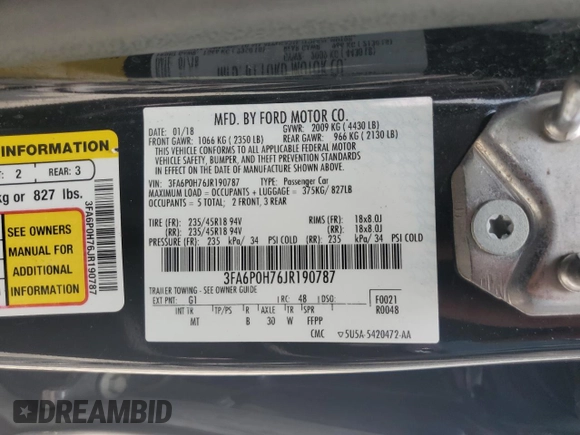 MFD. BY FORD MOTOR CO.
DATE: 01/18 GVWR: 2009 KG ( 4430 LB)
FRONT GAWR: 1066 KG ( 2350 LB) REAR GAWR: 966 KG ( 2130 LB)
THIS VEHICLE CONFORMS TO ALL APPLICABLE FEDERAL MOTOR
VEHICLE SAFETY, BUMPER, AND THEFT PREVENTION STANDARDS IN
EFFECT ON THE DATE OF MANUFACTURE SHOWN ABOVE.
VIN: 3FA6P0H76JR190787 TYPE: Passenger Car
MAXIMUM LOAD = OCCUPANTS + LUGGAGE = 375KG/ 827LB
OCCUPANTS = 5 TOTAL; 2 FRONT, 3 REAR
TIRE (FR): 235/45R18 94V RIMS (FR): 18x8.0J
TIRE (RR): 235/45R18 94V (RR): 18x8.0J
PRESSURE (FR): 235 kPa/ 34 PSI COLD (RR): 235 kPa/ 34 PSI COLD
3FA6P0H76JR190787
TRAILER TOWING - SEE OWNER GUIDE
EXT PNT: G1 RC: 48 DSO: F0021
R0048
INT TR TP/PS R AXLE TR SPR
MT B 30 W FFPP
CMC 5U5A-5420472-AA
INFORMATION
2 REAR: 3
kg or 827 lbs.
SEE OWNERS
MANUAL FOR
ADDITIONAL
INFORMATION
3FA6P0H76JR190787
DREAMBID